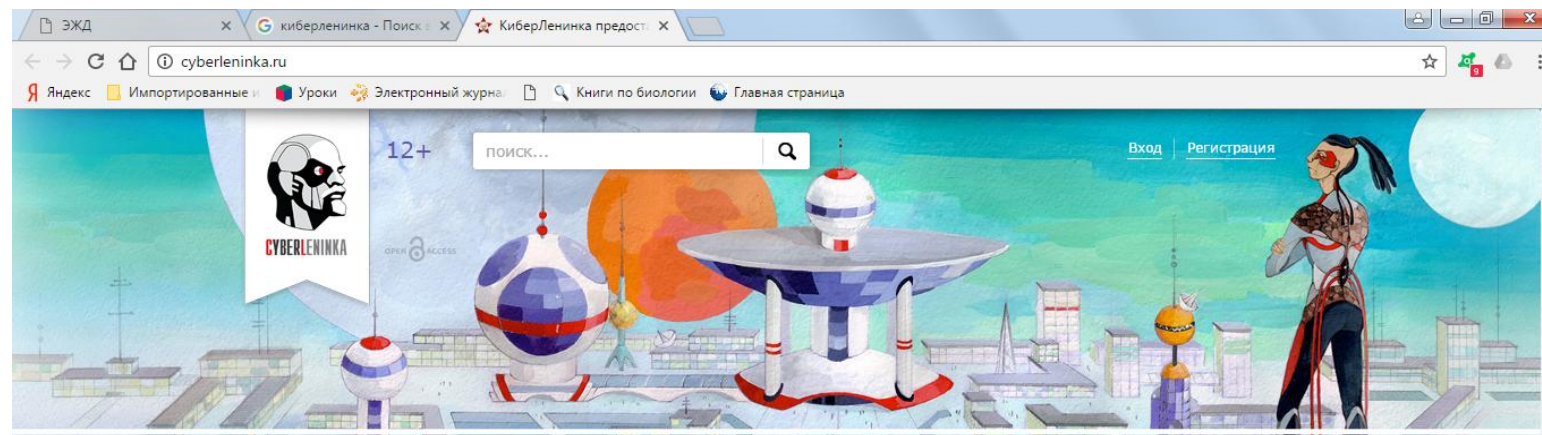 ЭЖД
киберленинка - Поиск в
КиберЛенинка предост
cyberleninka.ru
9
Яндекс
Импортированные и
Уроки
Электронный журна
Книги по биологии
Главная страница
12+
поиск...
Вход
Регистрация
CYBERLENINKA
OPEN ACCESS